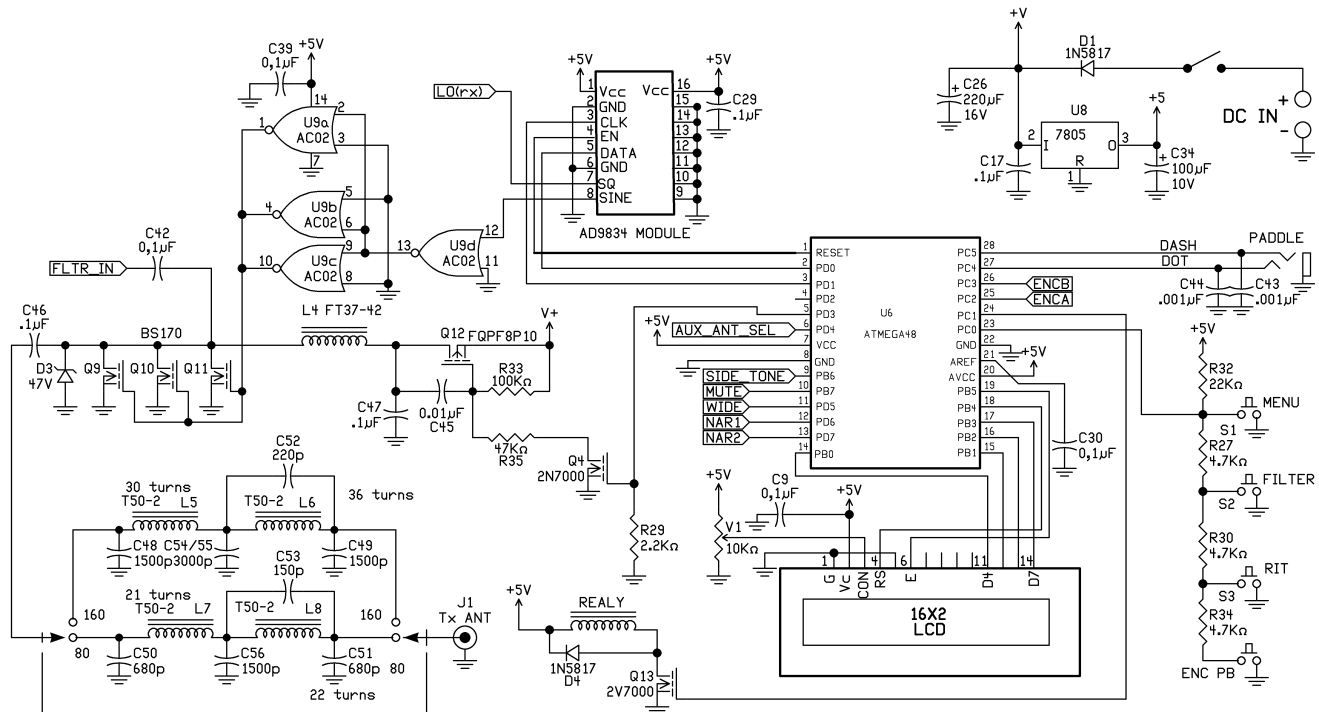 C39
0,1µF
+5V
14
2
1
U9a
AC02
3
7
5
4
U9b
AC02
6
9
10
U9c
AC02
8
13
U9d
AC02
12
11
C42
0,1µF
FLTR_IN
C46
.1µF
BS170
L4 FT37-42
D3
47V
Q9
Q10
Q11
Q12
FQPF8P10
V+
R33
100KΩ
C47
.1µF
0.01µF
C45
47KΩ
R35
Q4
2N7000
R29
2.2KΩ
LO(rx)
+5V
1
2
3
4
5
6
7
8
Vcc
GND
CLK
EN
DATA
GND
SQ
SINE
Vcc
16
15
14
13
12
11
10
9
+5V
C29
.1µF
AD9834 MODULE
+V
D1
1N5817
C26
220µF
16V
+
U8
7805
2
I
O
3
R
1
+5
C17
.1µF
+
C34
100µF
10V
DC IN
+
-
1
2
3
4
5
6
7
8
9
10
11
12
13
14
RESET
PD0
PD1
PD2
PD3
PD4
VCC
GND
PB6
PB7
PD5
PD6
PD7
PB0
U6
ATMEGA48
PC5
PC4
PC3
PC2
PC1
PC0
GND
AREF
AVCC
PB5
PB4
PB3
PB2
PB1
28
27
26
25
24
23
22
21
20
19
18
17
16
15
+5V
AUX_ANT_SEL
SIDE_TONE
MUTE
WIDE
NAR1
NAR2
DASH
DOT
PADDLE
ENCB
ENCA
C44
.001µF
C43
.001µF
+5V
C30
0,1µF
+5V
R32
22KΩ
MENU
S1
R27
4.7KΩ
FILTER
S2
R30
4.7KΩ
RIT
S3
R34
4.7KΩ
ENC PB
+5V
V1
10KΩ
C9
0,1µF
+5V
1
4
6
11
14
G
Vc
CON
RS
E
D4
D7
16X2
LCD
C52
220p
30 turns
T50-2
L5
T50-2
L6
36 turns
C48
1500p
C54/55
3000p
C49
1500p
C53
150p
21 turns
T50-2
L7
T50-2
L8
160
80
C50
680p
C56
1500p
C51
680p
22 turns
160
80
J1
Tx ANT
+5V
REALY
1N5817
D4
Q13
2V7000